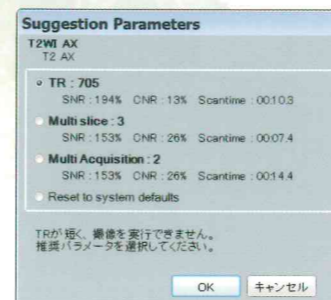 Suggestion Parameters
T2WI AX
T2 AX
TR : 705
SNR : 194% CNR : 13% Scantime : 00:10.3
Multi slice : 3
SNR : 153% CNR : 26% Scantime : 00:07.4
Multi Acquisition : 2
SNR : 153% CNR : 26% Scantime : 00:14.4
Reset to system defaults
TRが短く、撮像を実行できません。
推奨パラメータを選択してください。
OK キャンセル